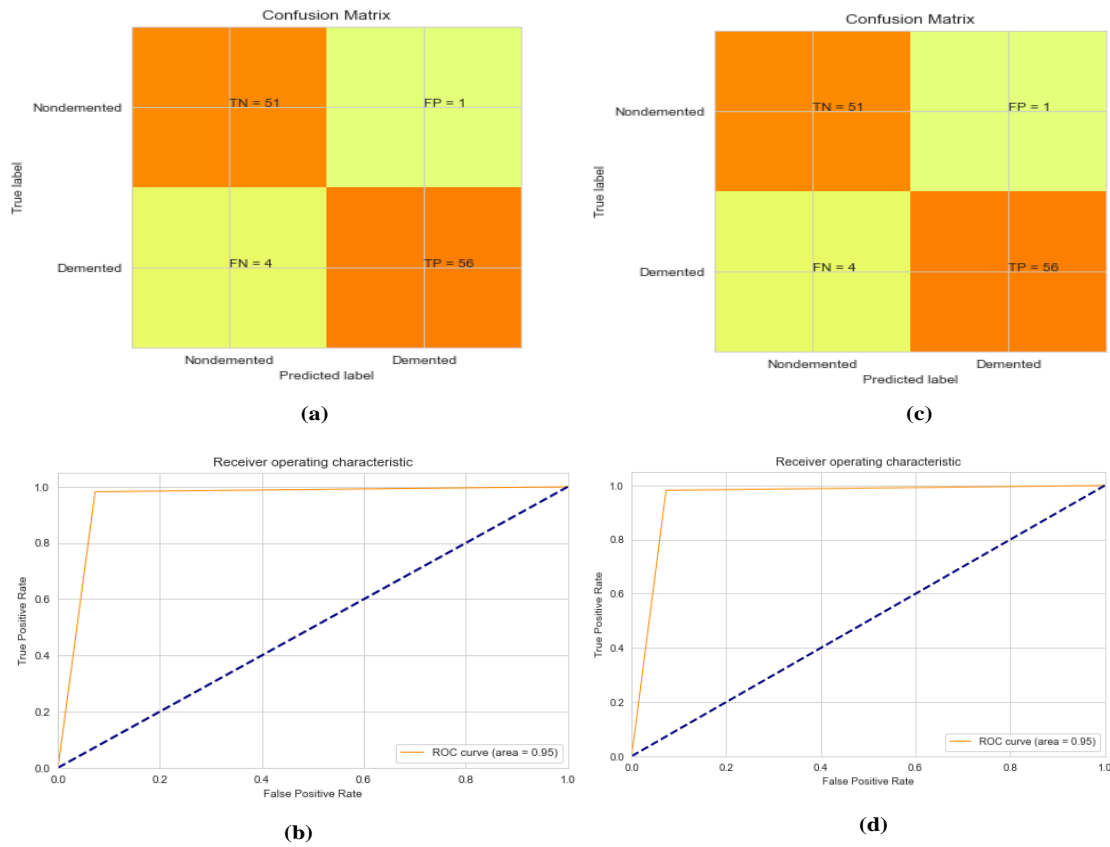 Confusion Matrix
True label
Nondemented
Demented
TN = 51
FP = 1
FN = 4
TP = 56
Nondemented
Demented
Predicted label
(a)
Confusion Matrix
True label
Nondemented
Demented
TN = 51
FP = 1
FN = 4
TP = 56
Nondemented
Demented
Predicted label
(c)
Receiver operating characteristic
True Positive Rate
1.0
0.8
0.6
0.4
0.2
0.0
ROC curve (area = 0.95)
0.0
0.2
0.4
0.6
0.8
1.0
False Positive Rate
(b)
Receiver operating characteristic
True Positive Rate
1.0
0.8
0.6
0.4
0.2
0.0
ROC curve (area = 0.95)
0.0
0.2
0.4
0.6
0.8
1.0
False Positive Rate
(d)